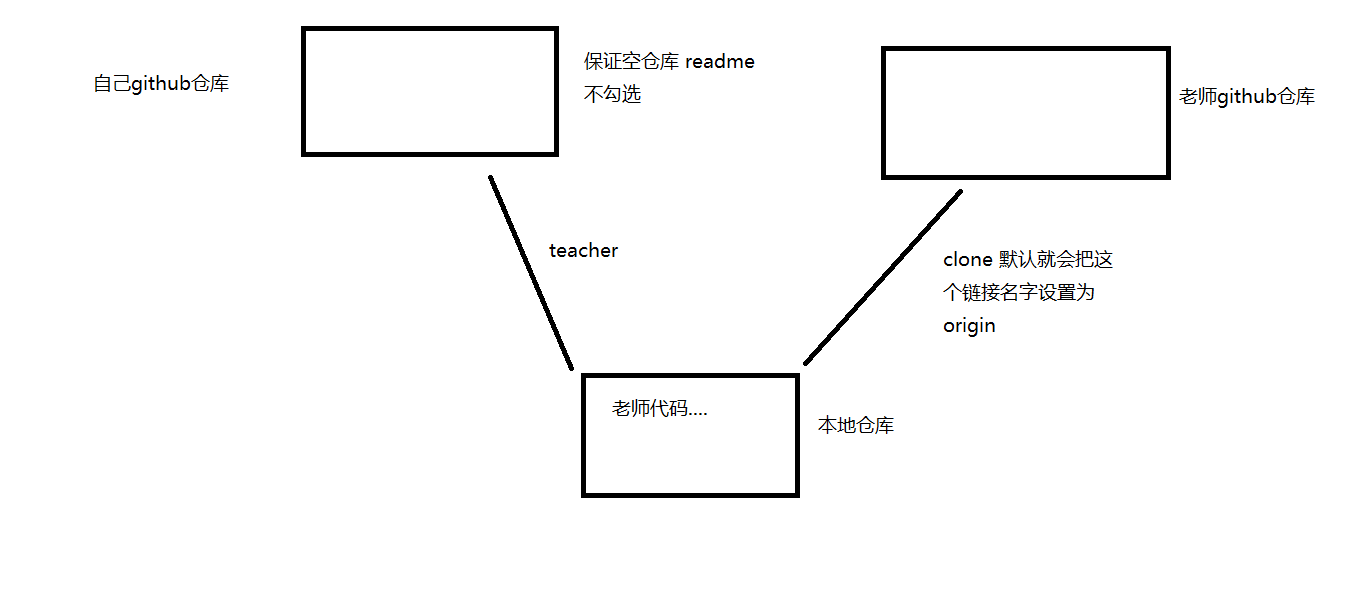 自己github仓库
保证空仓库 readme
不勾选
老师github仓库
teacher
clone 默认就会把这
个链接名字设置为
origin
老师代码....
本地仓库